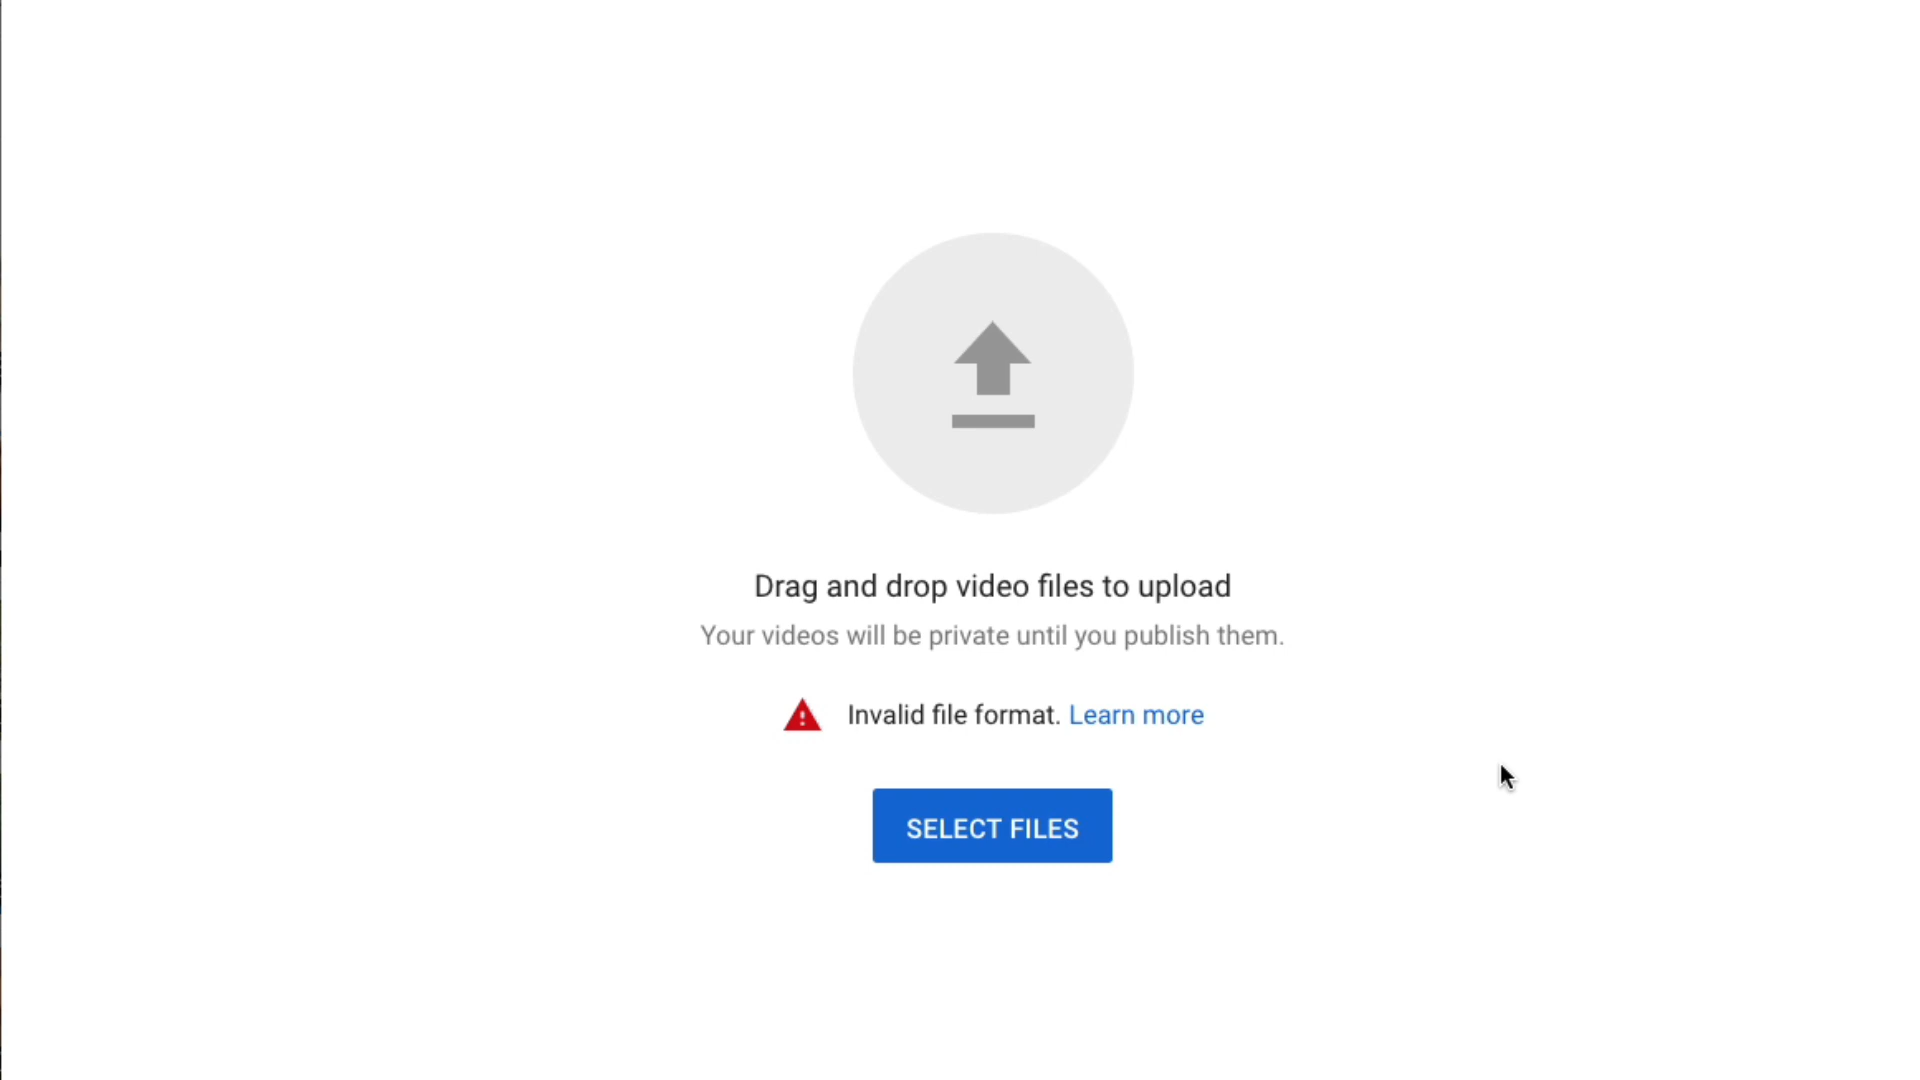 Drag and drop video files to upload
Your videos will be private until you publish them.
Invalid file format. Learn more
SELECT FILES